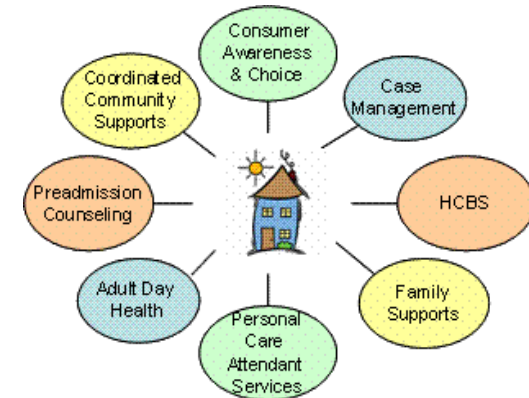 Consumer
Awareness
& Choice
Coordinated
Community
Supports
Case
Management
Preadmission
Counseling
HCBS
Adult Day
Health
Family
Supports
Personal
Care
Attendant
Services